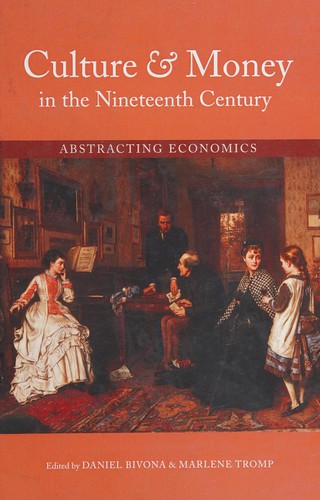 Culture & Money
in the Nineteenth Century
ABSTRACTING ECONOMICS
Edited by DANIEL BIVONA & MARLENE TROMP